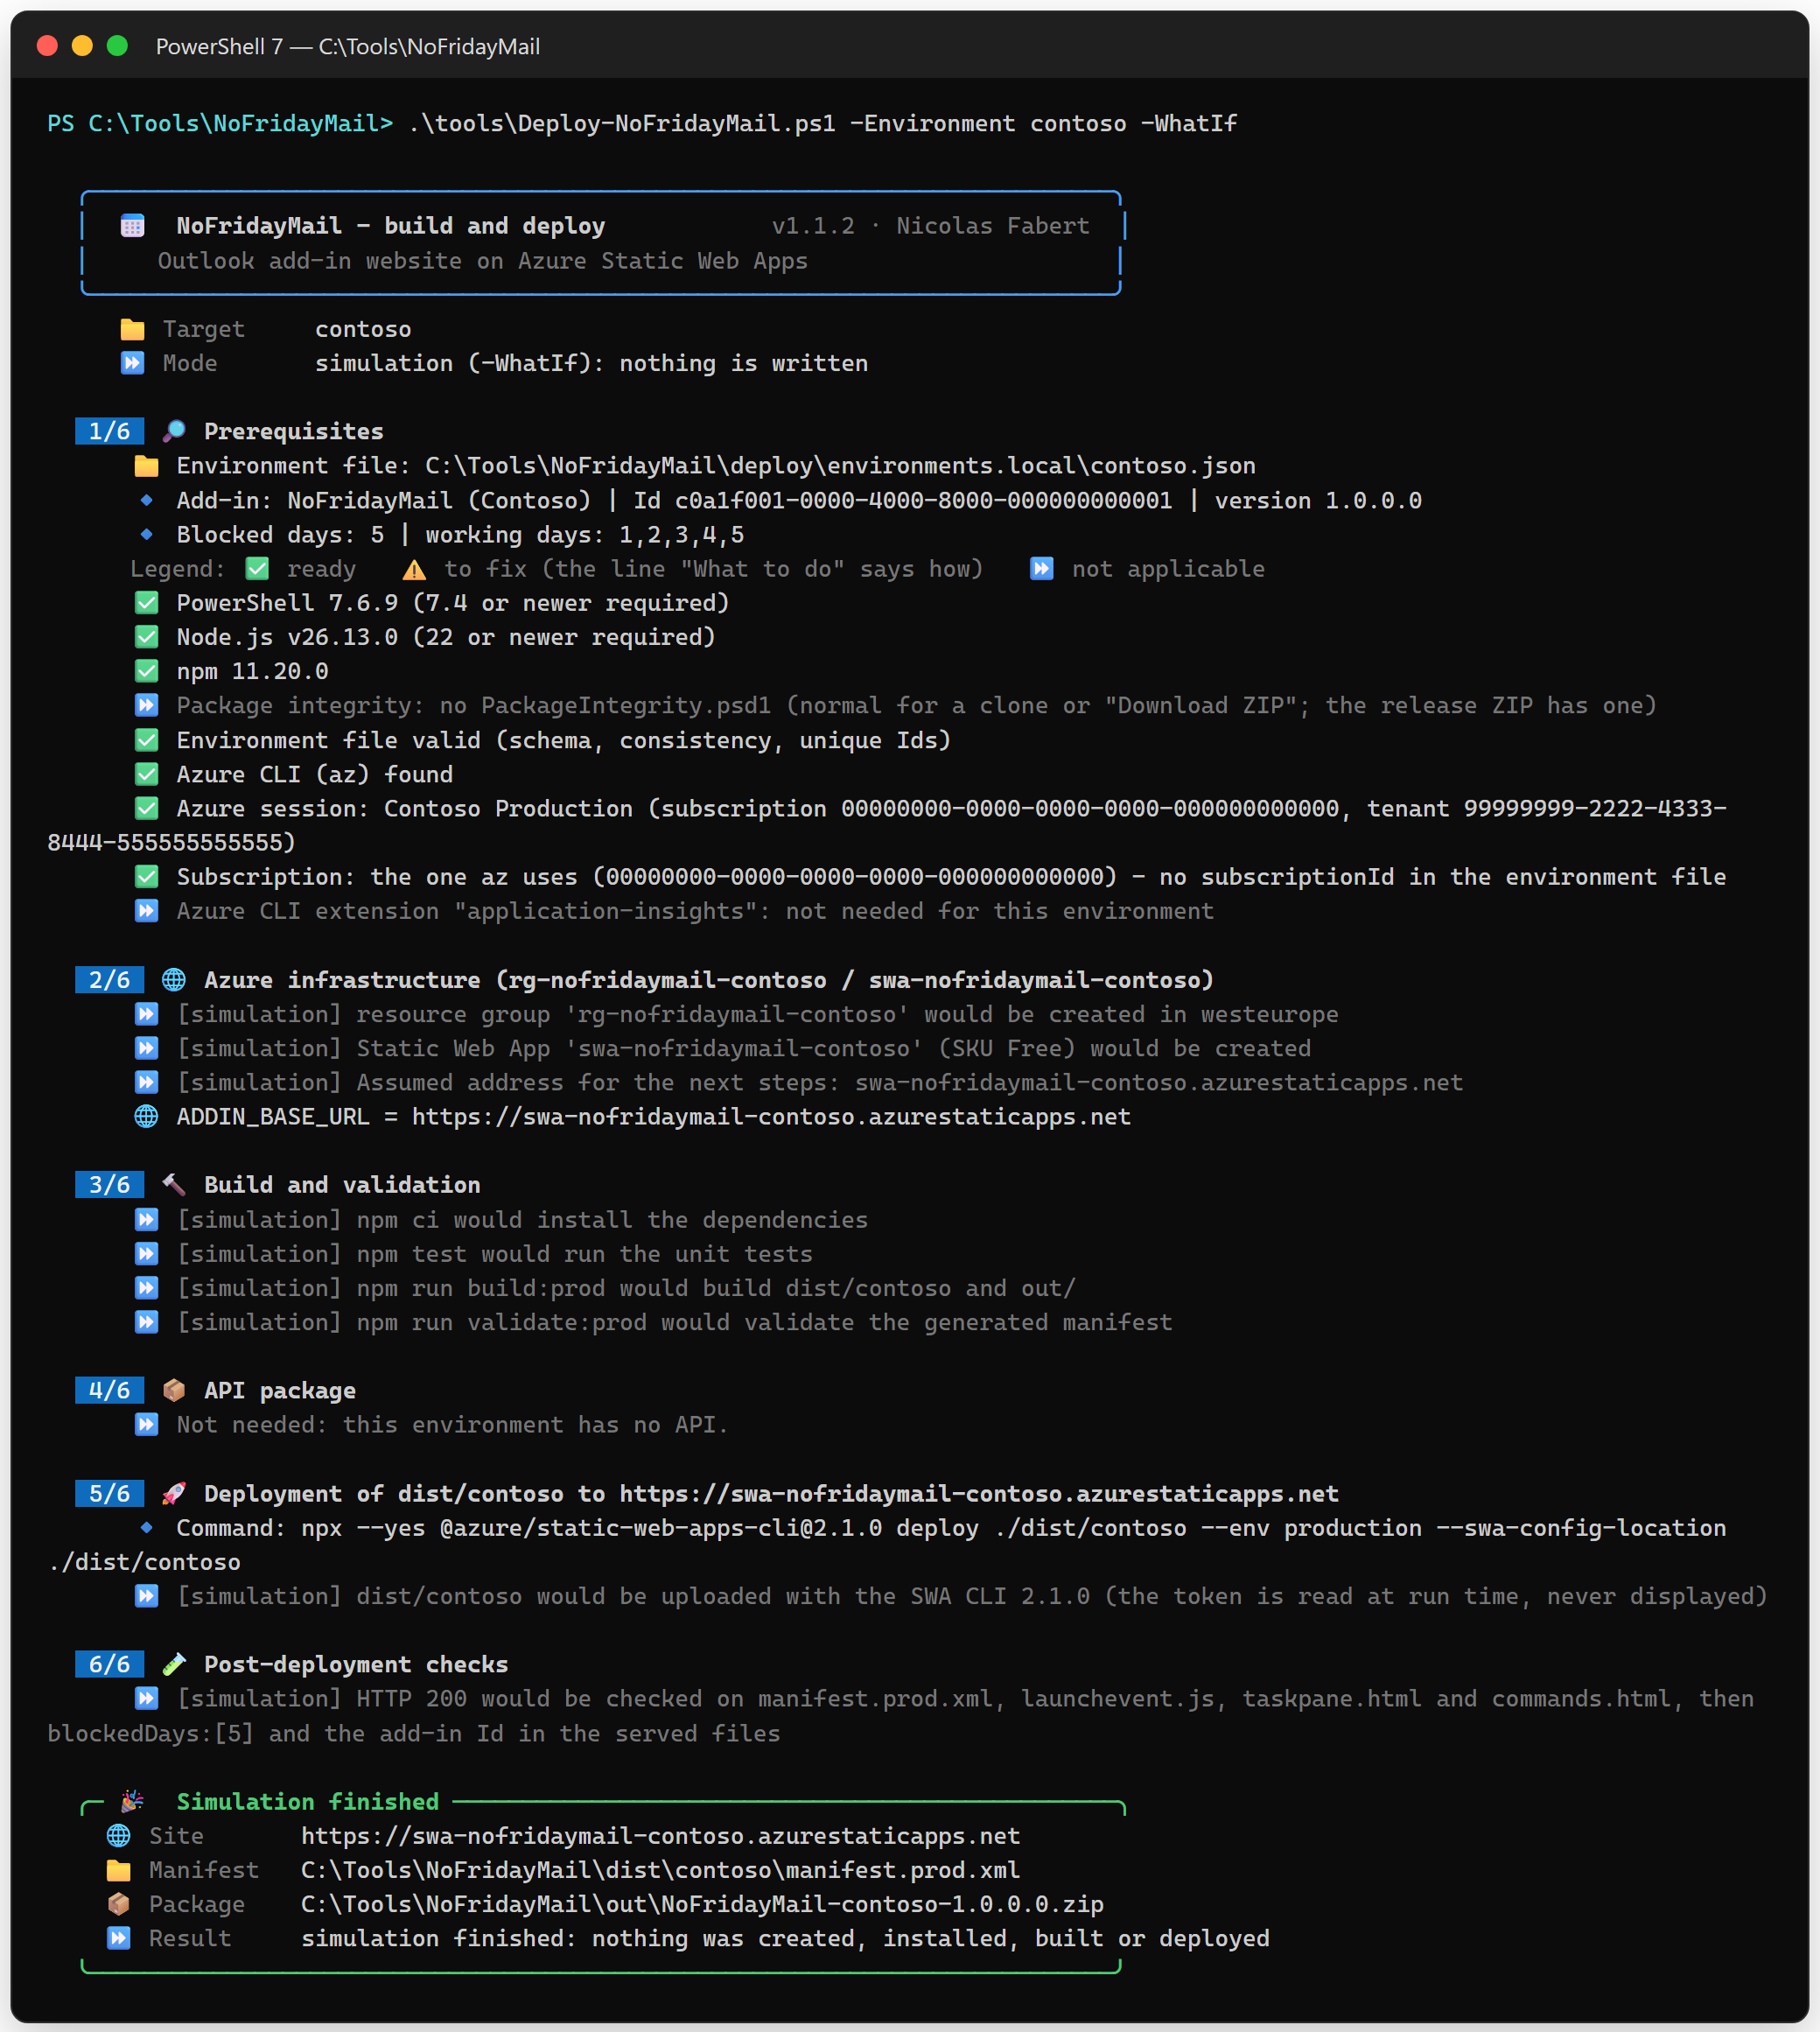 PowerShell 7 — C:\Tools\NoFridayMail
PS C:\Tools\NoFridayMail> .\tools\Deploy-NoFridayMail.ps1 -Environment contoso -WhatIf
NoFridayMail - build and deploy v1.1.2 · Nicolas Fabert
Outlook add-in website on Azure Static Web Apps
Target contoso
Mode simulation (-WhatIf): nothing is written
1/6 Prerequisites
Environment file: C:\Tools\NoFridayMail\deploy\environments.local\contoso.json
Add-in: NoFridayMail (Contoso) | Id c0a1f001-0000-4000-8000-000000000001 | version 1.0.0.0
Blocked days: 5 | working days: 1,2,3,4,5
Legend: ✅ ready ⚠️ to fix (the line "What to do" says how) ⏩ not applicable
PowerShell 7.6.9 (7.4 or newer required)
Node.js v26.13.0 (22 or newer required)
npm 11.20.0
Package integrity: no PackageIntegrity.psd1 (normal for a clone or "Download ZIP"; the release ZIP has one)
Environment file valid (schema, consistency, unique Ids)
Azure CLI (az) found
Azure session: Contoso Production (subscription 00000000-0000-0000-0000-000000000000, tenant 99999999-2222-4333-
8444-555555555555)
Subscription: the one az uses (00000000-0000-0000-0000-000000000000) - no subscriptionId in the environment file
Azure CLI extension "application-insights": not needed for this environment
2/6 Azure infrastructure (rg-nofridaymail-contoso / swa-nofridaymail-contoso)
[simulation] resource group 'rg-nofridaymail-contoso' would be created in westeurope
[simulation] Static Web App 'swa-nofridaymail-contoso' (SKU Free) would be created
[simulation] Assumed address for the next steps: swa-nofridaymail-contoso.azurestaticapps.net
ADDIN_BASE_URL = https://swa-nofridaymail-contoso.azurestaticapps.net
3/6 Build and validation
[simulation] npm ci would install the dependencies
[simulation] npm test would run the unit tests
[simulation] npm run build:prod would build dist/contoso and out/
[simulation] npm run validate:prod would validate the generated manifest
4/6 API package
Not needed: this environment has no API.
5/6 Deployment of dist/contoso to https://swa-nofridaymail-contoso.azurestaticapps.net
Command: npx --yes @azure/static-web-apps-cli@2.1.0 deploy ./dist/contoso --env production --swa-config-location
./dist/contoso
[simulation] dist/contoso would be uploaded with the SWA CLI 2.1.0 (the token is read at run time, never displayed)
6/6 Post-deployment checks
[simulation] HTTP 200 would be checked on manifest.prod.xml, launchevent.js, taskpane.html and commands.html, then
blockedDays:[5] and the add-in Id in the served files
Simulation finished
Site https://swa-nofridaymail-contoso.azurestaticapps.net
Manifest C:\Tools\NoFridayMail\dist\contoso\manifest.prod.xml
Package C:\Tools\NoFridayMail\out\NoFridayMail-contoso-1.0.0.0.zip
Result simulation finished: nothing was created, installed, built or deployed